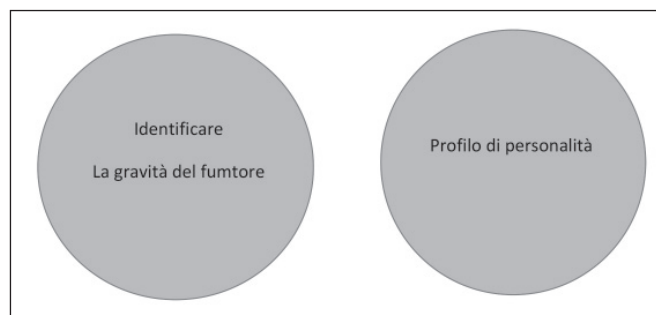 Identificare
La gravità del fumtore
Profilo di personalità